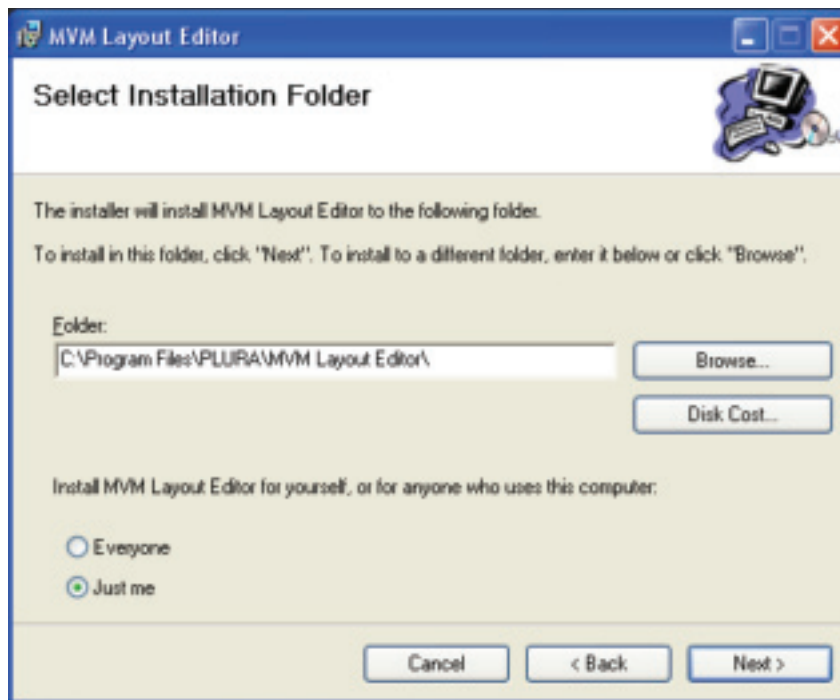 MVM Layout Editor
Select Installation Folder
The installer will install MVM Layout Editor to the following folder.
To install in this folder, click "Next". To install to a different folder, enter it below or click "Browse".
Folder:
C:\Program Files\PLURA\MVM Layout Editor\
Browse...
Disk Cost...
Install MVM Layout Editor for yourself, or for anyone who uses this computer:
Everyone
Just me
Cancel
< Back
Next >